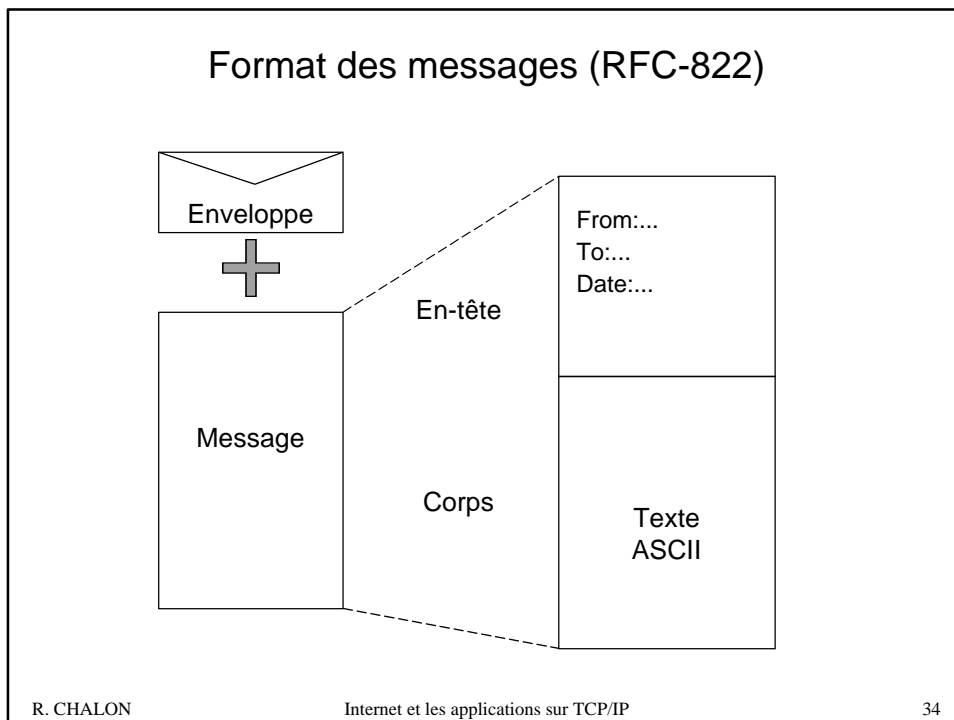 Format des messages (RFC-822)
Enveloppe
Message
En-tête
Corps
From:...
To:...
Date:...
Texte
ASCII
R. CHALON
Internet et les applications sur TCP/IP
34